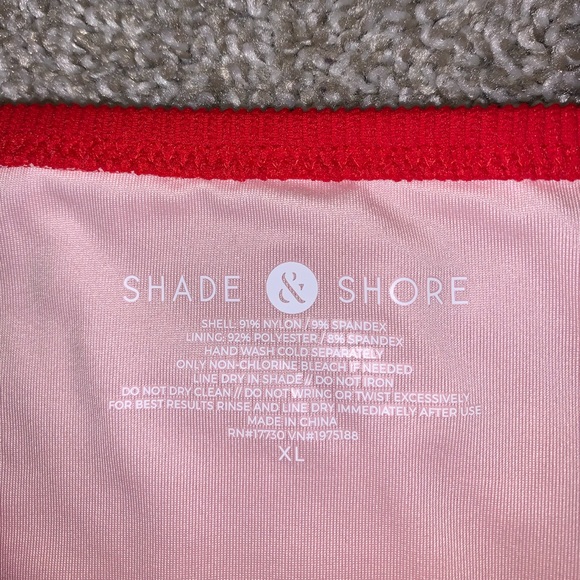 SHADE & SHORE
SHELL: 91% NYLON / 9% SPANDEX
LINING: 92% POLYESTER / 8% SPANDEX
HAND WASH COLD SEPARATELY
ONLY NON-CHLORINE BLEACH IF NEEDED
LINE DRY IN SHADE // DO NOT IRON
DO NOT DRY CLEAN // DO NOT WRING OR TWIST EXCESSIVELY
FOR BEST RESULTS RINSE AND LINE DRY IMMEDIATELY AFTER USE
MADE IN CHINA
RN#17730 VN#1975188
XL